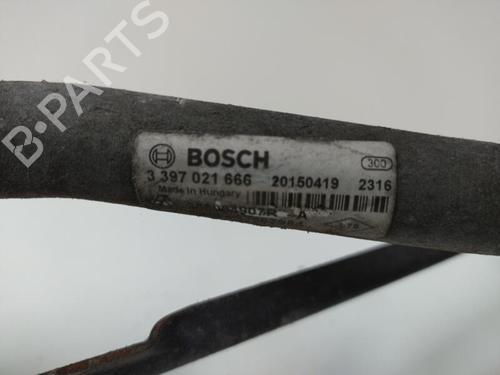 B-PARTS
BOSCH
300
3 397 021 666 20150419 2316
Made in Hungary
A